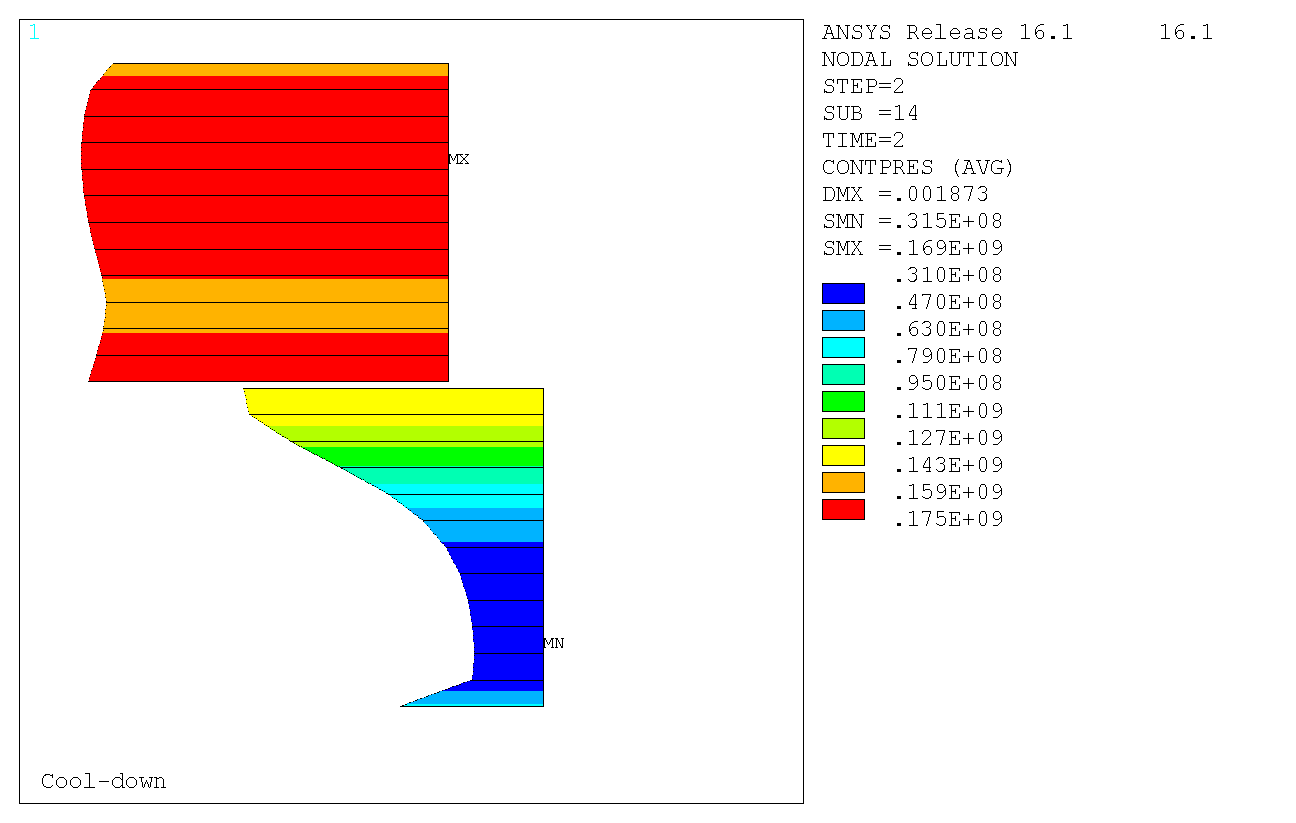 1
ANSYS Release 16.1 16.1
NODAL SOLUTION
STEP=2
SUB =14
TIME=2
CONTPRES (AVG)
DMX =.001873
SMN =.315E+08
SMX =.169E+09
.310E+08
.470E+08
.630E+08
.790E+08
.950E+08
.111E+09
.127E+09
.143E+09
.159E+09
.175E+09
MX
MN
Cool-down